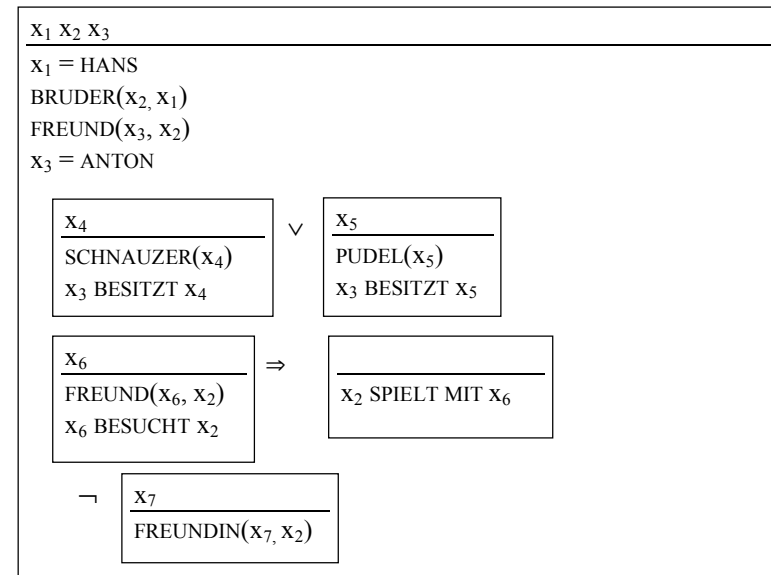 x₁ x₂ x₃
x₁ = HANS
BRUDER(x₂, x₁)
FREUND(x₃, x₂)
x₃ = ANTON
x₄ ∨ x₅
SCHNAUZER(x₄) PUDEL(x₅)
x₃ BESITZT x₄ x₃ BESITZT x₅
x₆ ⇒
FREUND(x₆, x₂) x₂ SPIELT MIT x₆
x₆ BESUCHT x₂
¬ x₇
FREUNDIN(x₇, x₂)